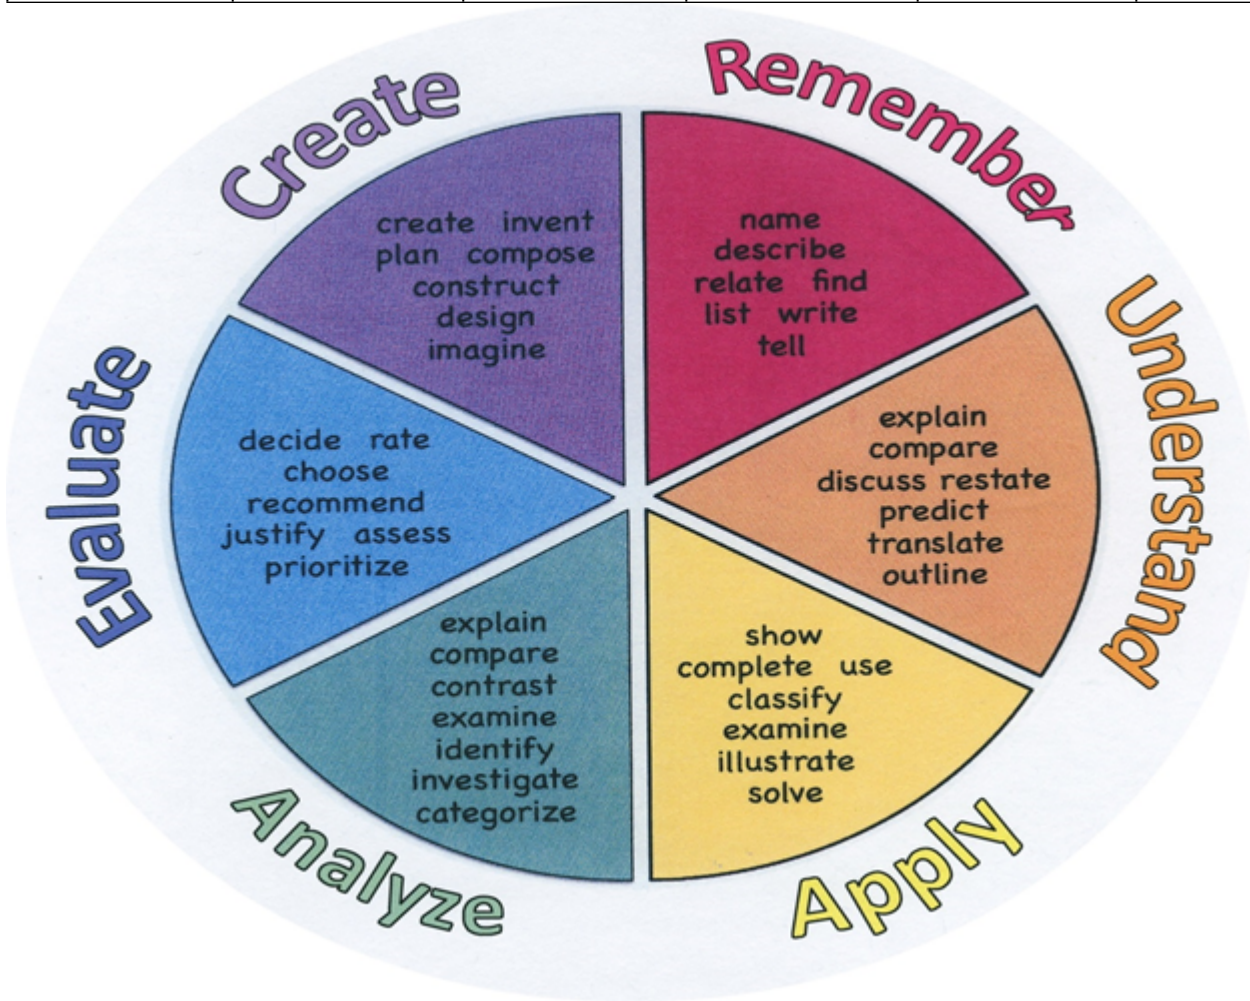 Remember
name
describe
relate find
list write
tell
Understand
explain
compare
discuss restate
predict
translate
outline
Apply
show
complete use
classify
examine
illustrate
solve
Analyze
explain
compare
contrast
examine
identify
investigate
categorize
Evaluate
decide rate
choose
recommend
justify assess
prioritize
Create
create invent
plan compose
construct
design
imagine